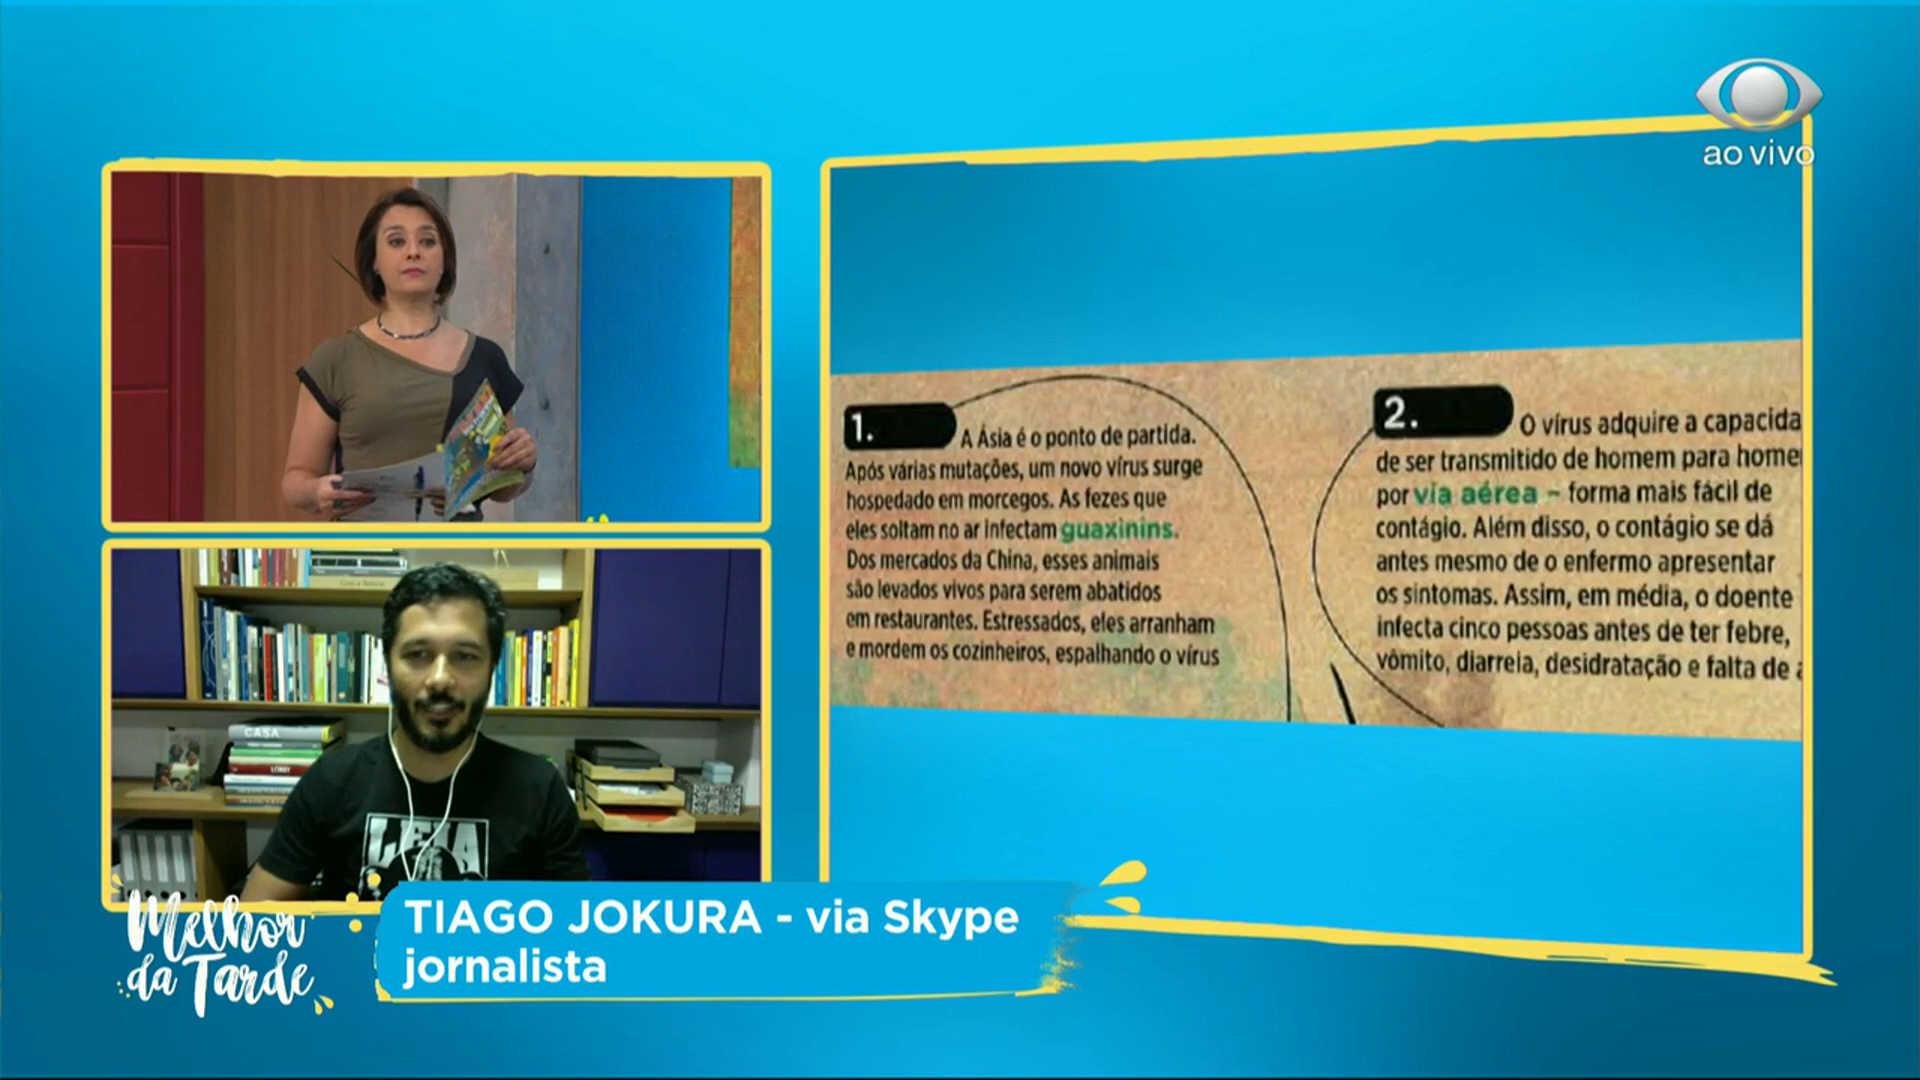 ao vivo
1.
A Ásia é o ponto de partida.
Após várias mutações, um novo vírus surge
hospedado em morcegos. As fezes que
eles soltam no ar infectam guaxinins.
Dos mercados da China, esses animais
são levados vivos para serem abatidos
em restaurantes. Estressados, eles arranham
e mordem os cozinheiros, espalhando o vírus
2.
O vírus adquire a capacida
de ser transmitido de homem para home
por via aérea – forma mais fácil de
contágio. Além disso, o contágio se dá
antes mesmo de o enfermo apresentar
os sintomas. Assim, em média, o doente
infecta cinco pessoas antes de ter febre,
vômito, diarreia, desidratação e falta de
CASA
LEIA
Melhor
da Tarde
TIAGO JOKURA - via Skype
jornalista